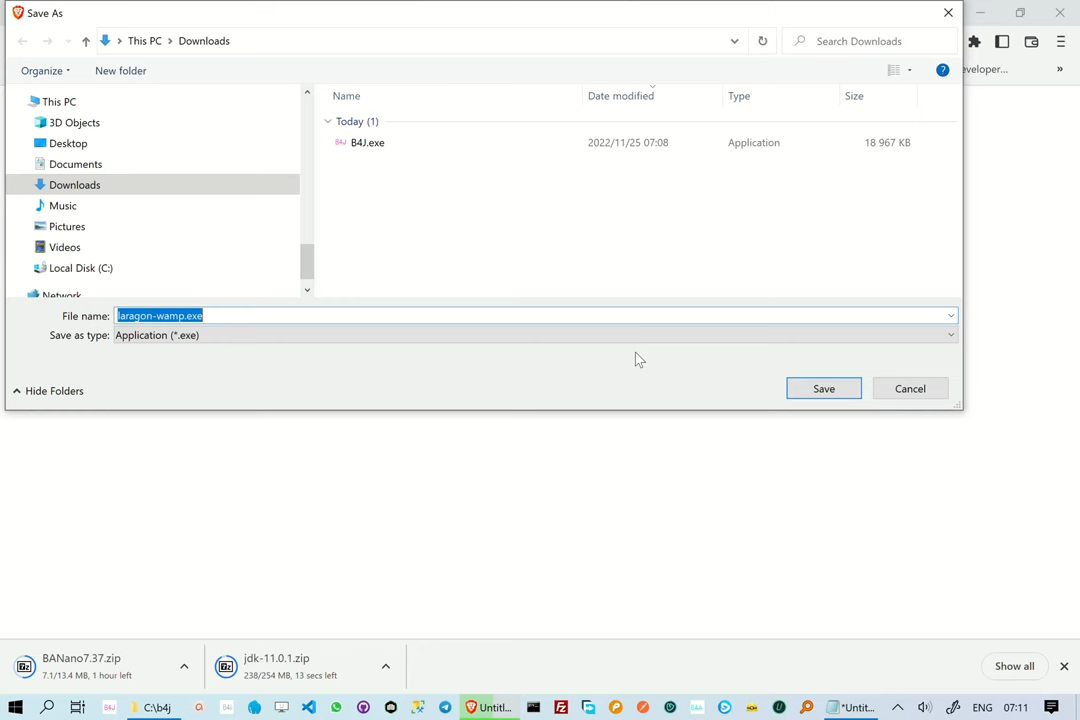 Save As
This PC
Downloads
Search Downloads
Organize
New folder
eveloper...
»
This PC
3D Objects
Desktop
Documents
Downloads
Music
Pictures
Videos
Local Disk (C:)
Network
Name
Date modified
Type
Size
Today (1)
B4J.exe
2022/11/25 07:08
Application
18 967 KB
File name:
laragon-wamp.exe
Save as type:
Application (*.exe)
Hide Folders
Save
Cancel
BANano7.37.zip
7.1/13.4 MB, 1 hour left
jdk-11.0.1.zip
238/254 MB, 13 secs left
Show all
C:\b4j
Untitl...
*Untit...
ENG
07:11